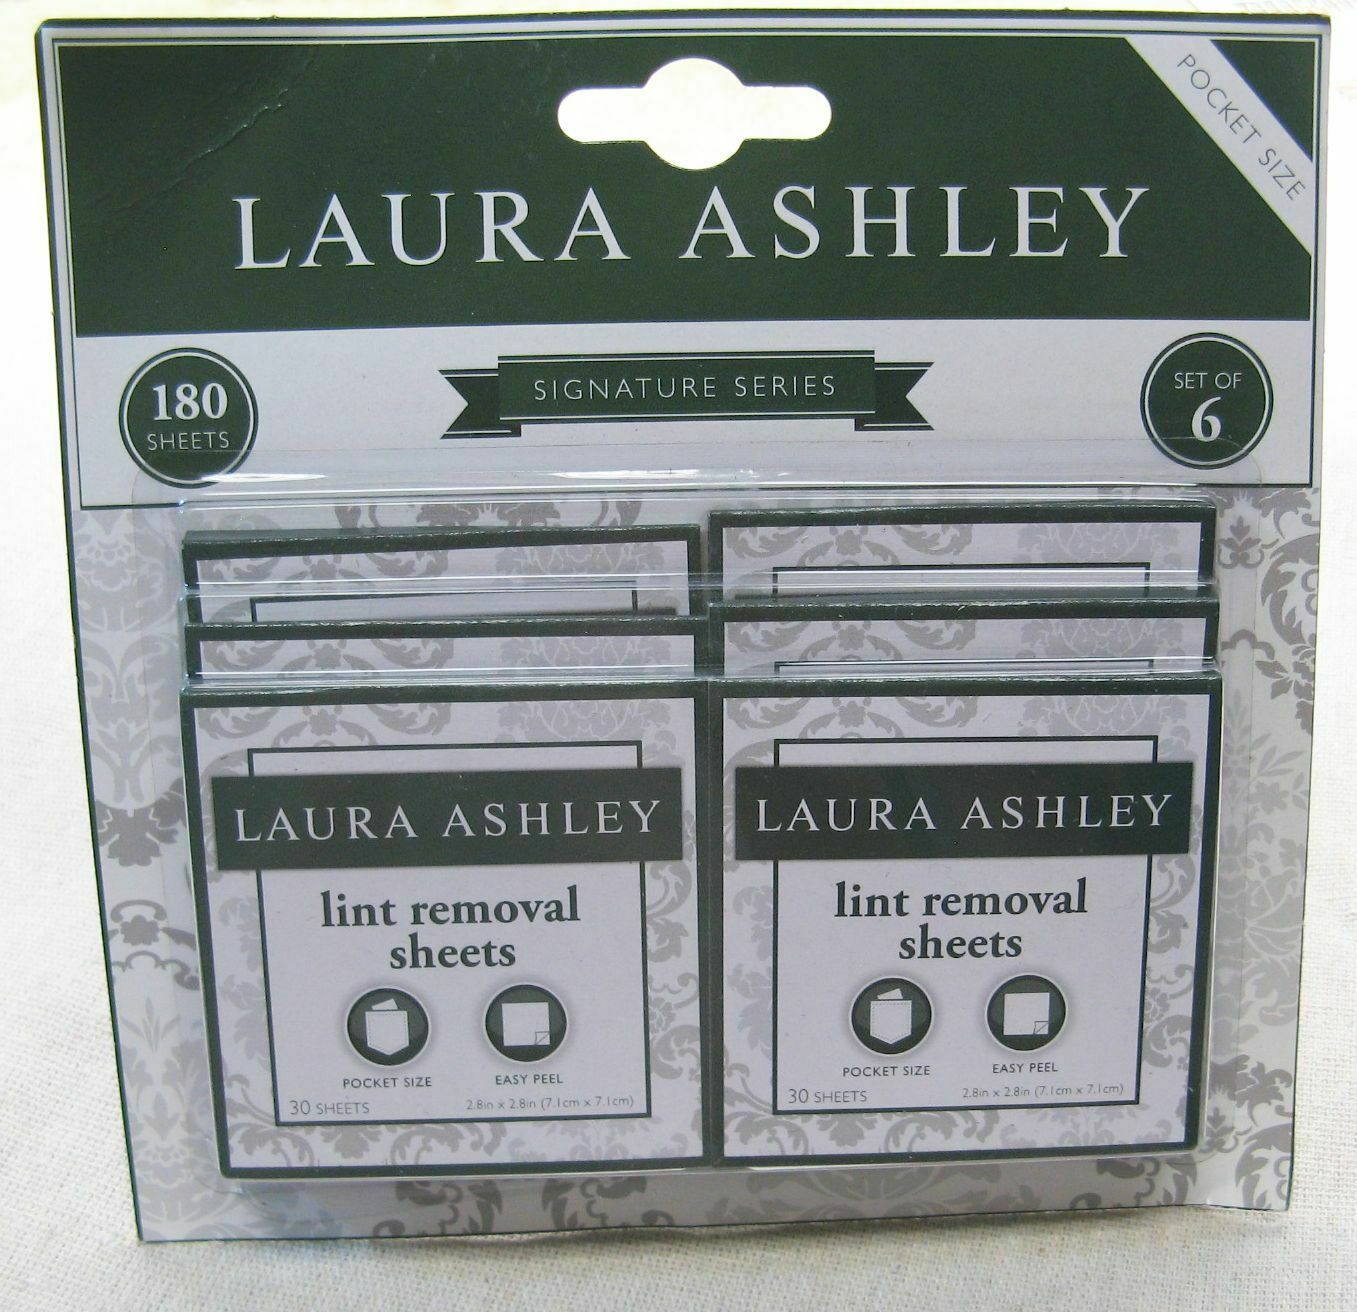 POCKET SIZE
LAURA ASHLEY
180
SHEETS
SIGNATURE SERIES
SET OF
6
LAURA ASHLEY
lint removal
sheets
POCKET SIZE
EASY PEEL
30 SHEETS
2.8in x 2.8in (7.1cm x 7.1cm)
LAURA ASHLEY
lint removal
sheets
POCKET SIZE
EASY PEEL
30 SHEETS
2.8in x 2.8in (7.1cm x 7.1cm)